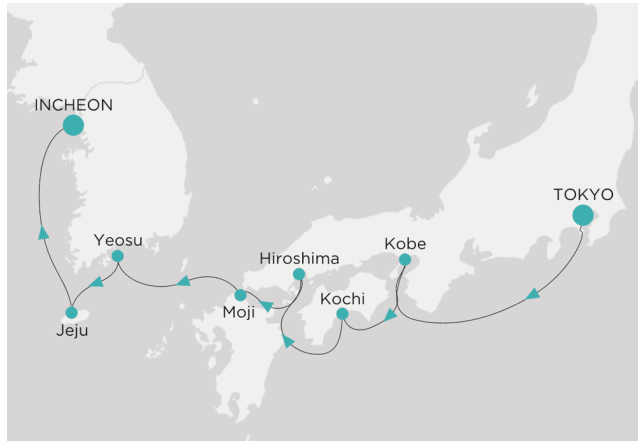 INCHEON
TOKYO
Yeosu
Kobe
Hiroshima
Kochi
Moji
Jeju